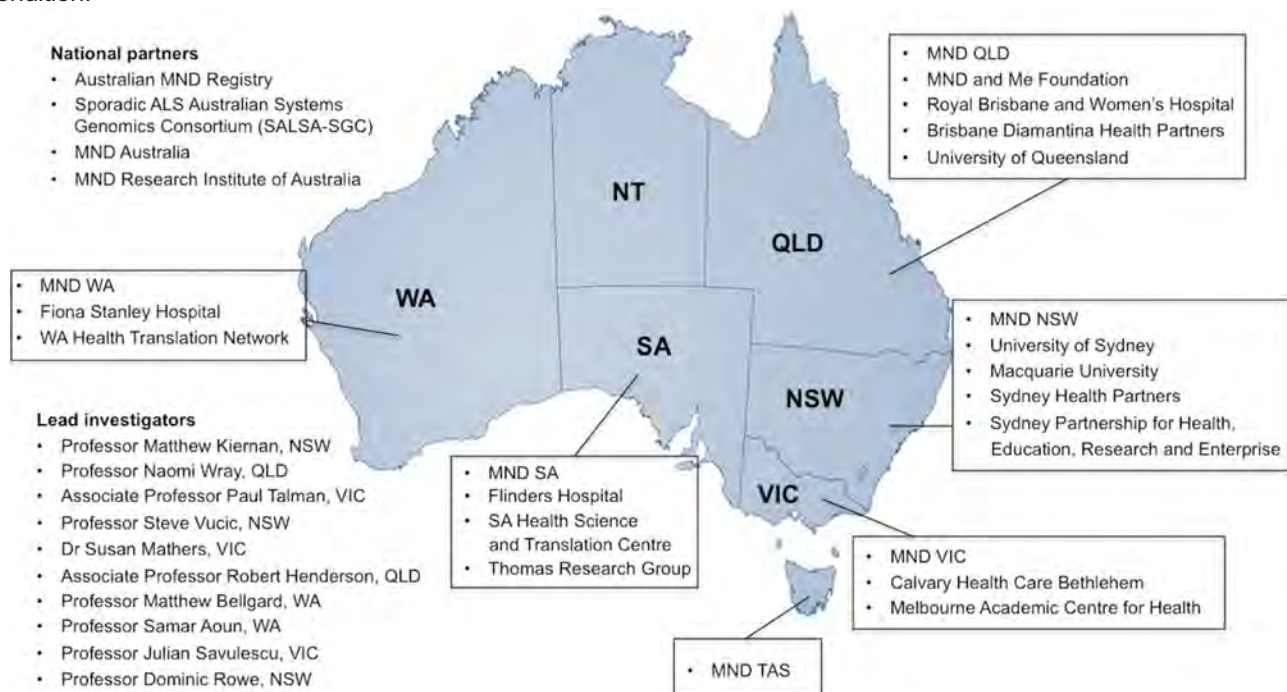 ondition.
National partners
• Australian MND Registry
• Sporadic ALS Australian Systems
Genomics Consortium (SALSA-SGC)
• MND Australia
• MND Research Institute of Australia
• MND QLD
• MND and Me Foundation
• Royal Brisbane and Women's Hospital
• Brisbane Diamantina Health Partners
• University of Queensland
NT
QLD
WA
SA
NSW
VIC
• MND WA
• Fiona Stanley Hospital
• WA Health Translation Network
• MND NSW
• University of Sydney
• Macquarie University
• Sydney Health Partners
• Sydney Partnership for Health,
Education, Research and Enterprise
Lead investigators
• Professor Matthew Kiernan, NSW
• Professor Naomi Wray, QLD
• Associate Professor Paul Talman, VIC
• Professor Steve Vucic, NSW
• Dr Susan Mathers, VIC
• Associate Professor Robert Henderson, QLD
• Professor Matthew Bellgard, WA
• Professor Samar Aoun, WA
• Professor Julian Savulescu, VIC
• Professor Dominic Rowe, NSW
• MND SA
• Flinders Hospital
• SA Health Science
and Translation Centre
• Thomas Research Group
• MND VIC
• Calvary Health Care Bethlehem
• Melbourne Academic Centre for Health
• MND TAS